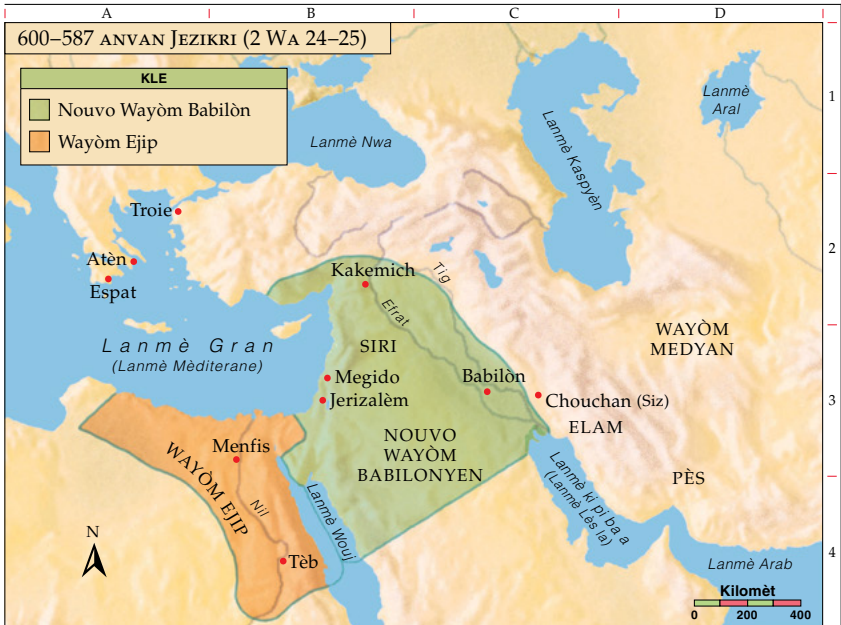 A B C D
600–587 ANVAN JEZIKRI (2 WA 24–25)
KLE
Nouvo Wayòm Babilòn
Wayòm Ejip
1
Lanmè
Aral
Lanmè Nwa
Lanmè Kaspyèn
Troie
2
Atèn
Espat
Kakemich
Tig
Efrat
WAYÒM
MEDYAN
Lanmè Gran
(Lanmè Mèditerane)
SIRI
Megido
Jerizalèm
Babilòn
Chouchan (Siz)
ELAM
3
NOUVO
WAYÒM
BABILONYEN
Menfis
WAYÒM EJIP
Nil
Lanmè Wouj
Lanmè ki pi ba a
(Lanmè Lès la)
PÈS
N
Tèb
Lanmè Arab
4
Kilomèt
0 200 400